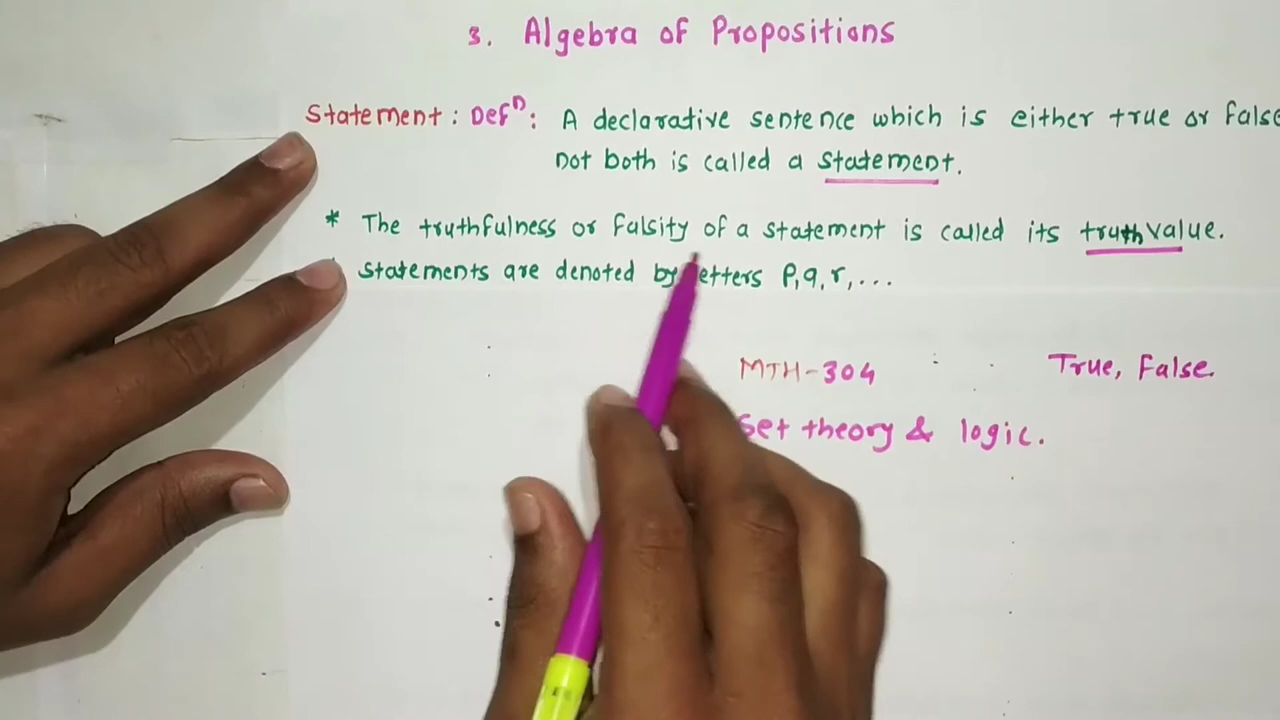 3. Algebra of Propositions
Statement: Defⁿ: A declarative sentence which is either true or False
not both is called a statement.
* The truthfulness or falsity of a statement is called its truth value.
* Statements are denoted by letters p, q, r, ...
MTH-304 True, False.
Set theory & logic.